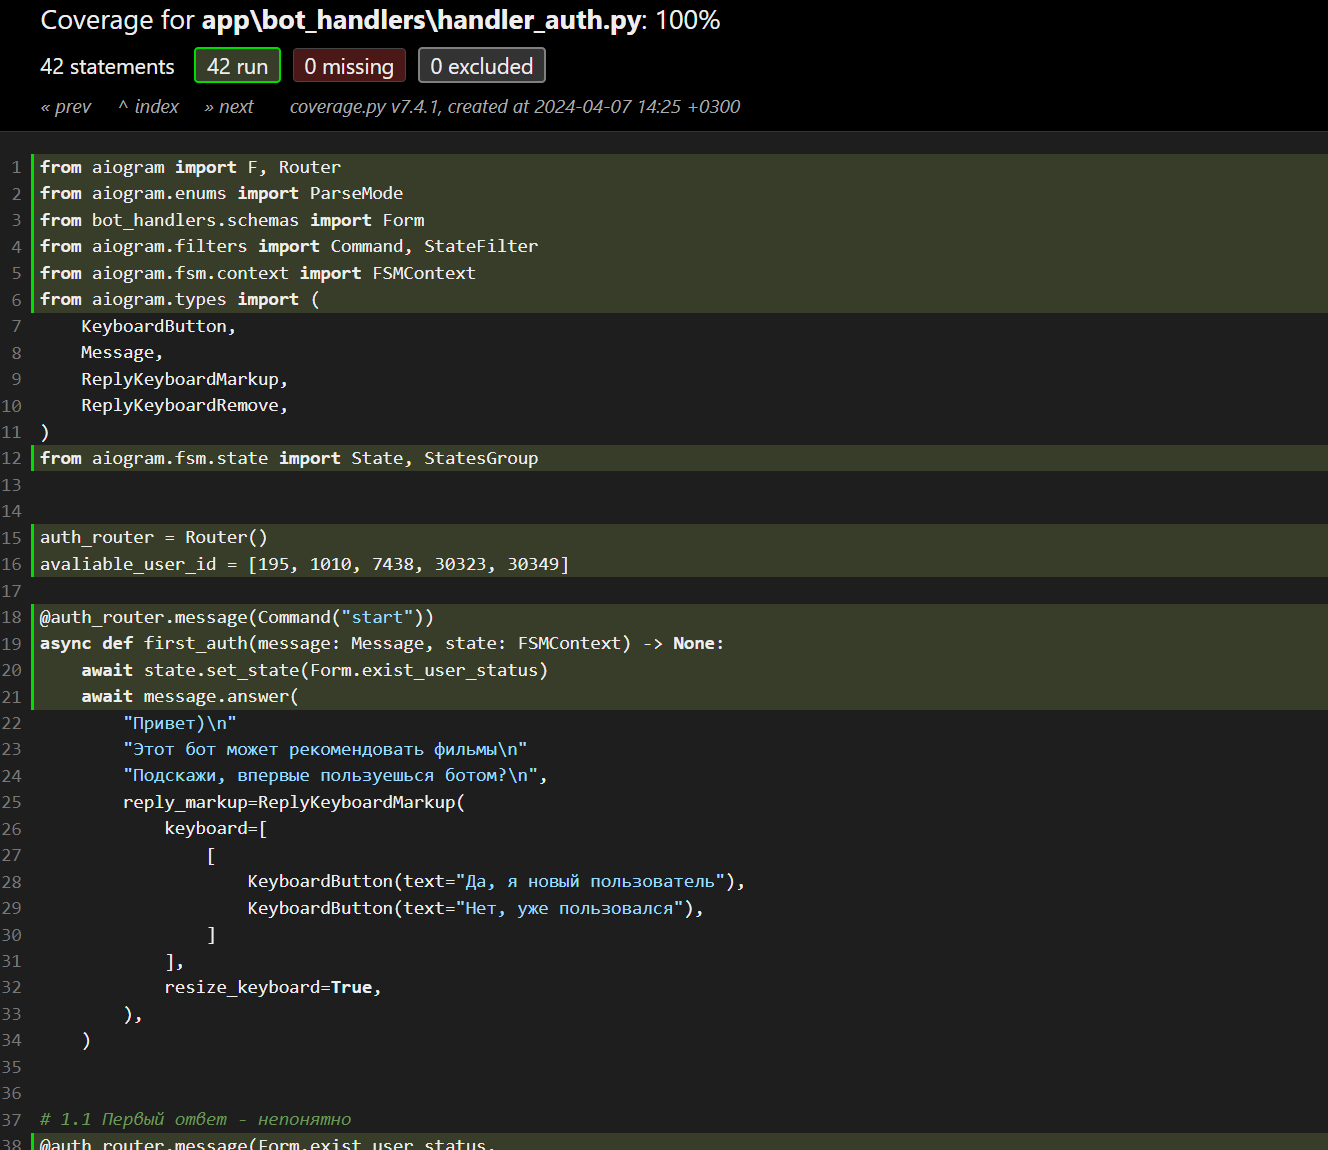 Coverage for app\bot_handlers\handler_auth.py: 100%
42 statements 42 run 0 missing 0 excluded
« prev ^ index » next coverage.py v7.4.1, created at 2024-04-07 14:25 +0300
1 from aiogram import F, Router
2 from aiogram.enums import ParseMode
3 from bot_handlers.schemas import Form
4 from aiogram.filters import Command, StateFilter
5 from aiogram.fsm.context import FSMContext
6 from aiogram.types import (
7     KeyboardButton,
8     Message,
9     ReplyKeyboardMarkup,
10     ReplyKeyboardRemove,
11 )
12 from aiogram.fsm.state import State, StatesGroup
13
14
15 auth_router = Router()
16 avaliable_user_id = [195, 1010, 7438, 30323, 30349]
17
18 @auth_router.message(Command("start"))
19 async def first_auth(message: Message, state: FSMContext) -> None:
20     await state.set_state(Form.exist_user_status)
21     await message.answer(
22         "Привет)\n"
23         "Этот бот может рекомендовать фильмы\n"
24         "Подскажи, впервые пользуешься ботом?\n",
25         reply_markup=ReplyKeyboardMarkup(
26             keyboard=[
27                 [
28                     KeyboardButton(text="Да, я новый пользователь"),
29                     KeyboardButton(text="Нет, уже пользовался"),
30                 ]
31             ],
32             resize_keyboard=True,
33         ),
34     )
35
36
37 # 1.1 Первый ответ - непонятно
38 @auth_router.message(Form.exist_user_status,